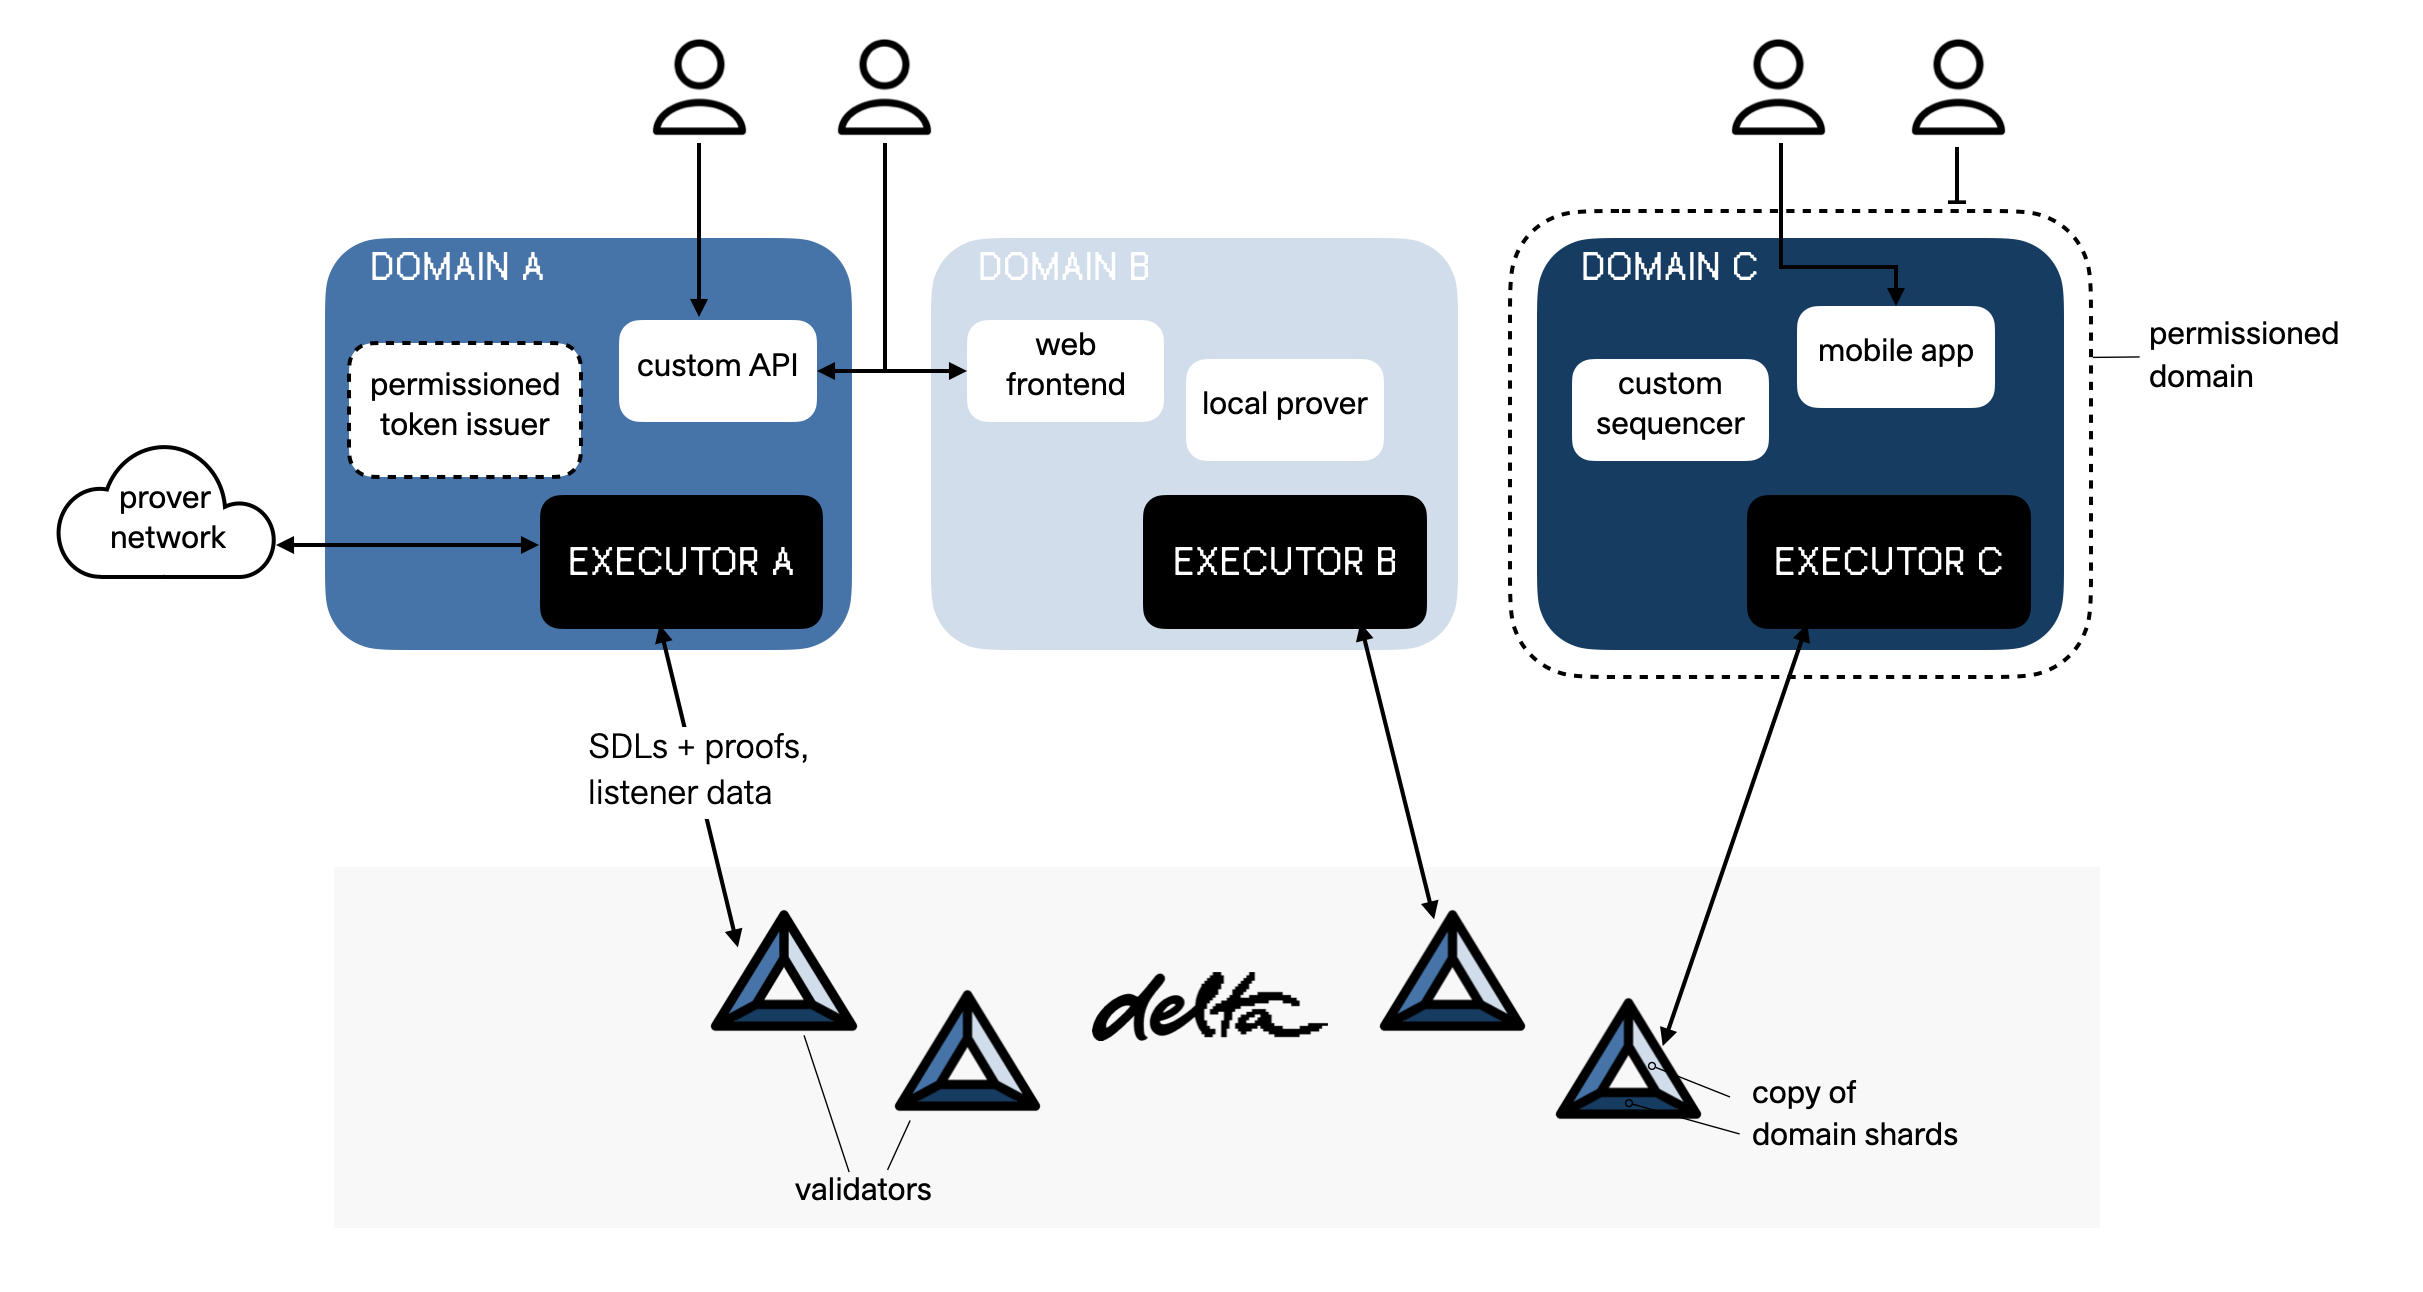 DOMAIN A
permissioned
token issuer
custom API
EXECUTOR A
prover
network
DOMAIN B
web
frontend
local prover
EXECUTOR B
DOMAIN C
custom
sequencer
mobile app
EXECUTOR C
permissioned
domain
SDLs + proofs,
listener data
delta
validators
copy of
domain shards